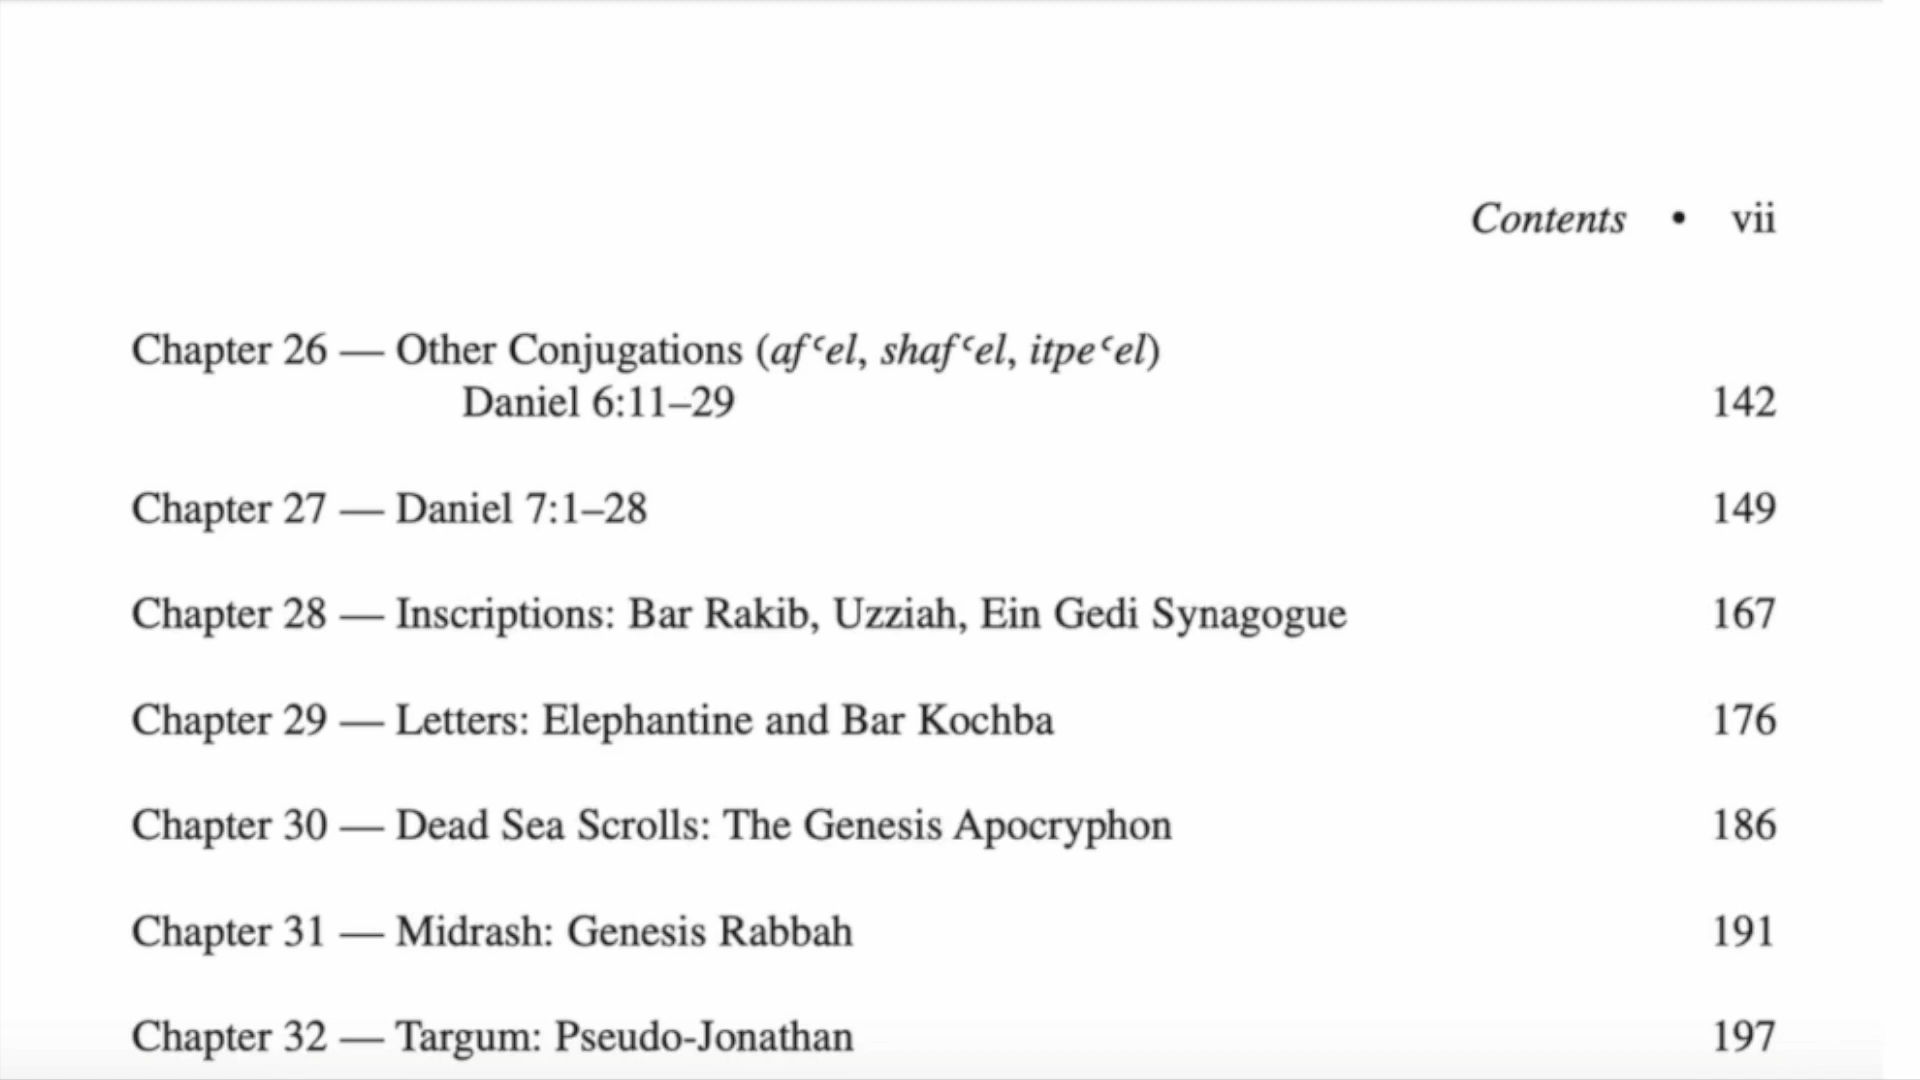 Contents • vii
Chapter 26 — Other Conjugations (afʿel, shafʿel, itpeʿel)
Daniel 6:11–29 142
Chapter 27 — Daniel 7:1–28 149
Chapter 28 — Inscriptions: Bar Rakib, Uzziah, Ein Gedi Synagogue 167
Chapter 29 — Letters: Elephantine and Bar Kochba 176
Chapter 30 — Dead Sea Scrolls: The Genesis Apocryphon 186
Chapter 31 — Midrash: Genesis Rabbah 191
Chapter 32 — Targum: Pseudo-Jonathan 197